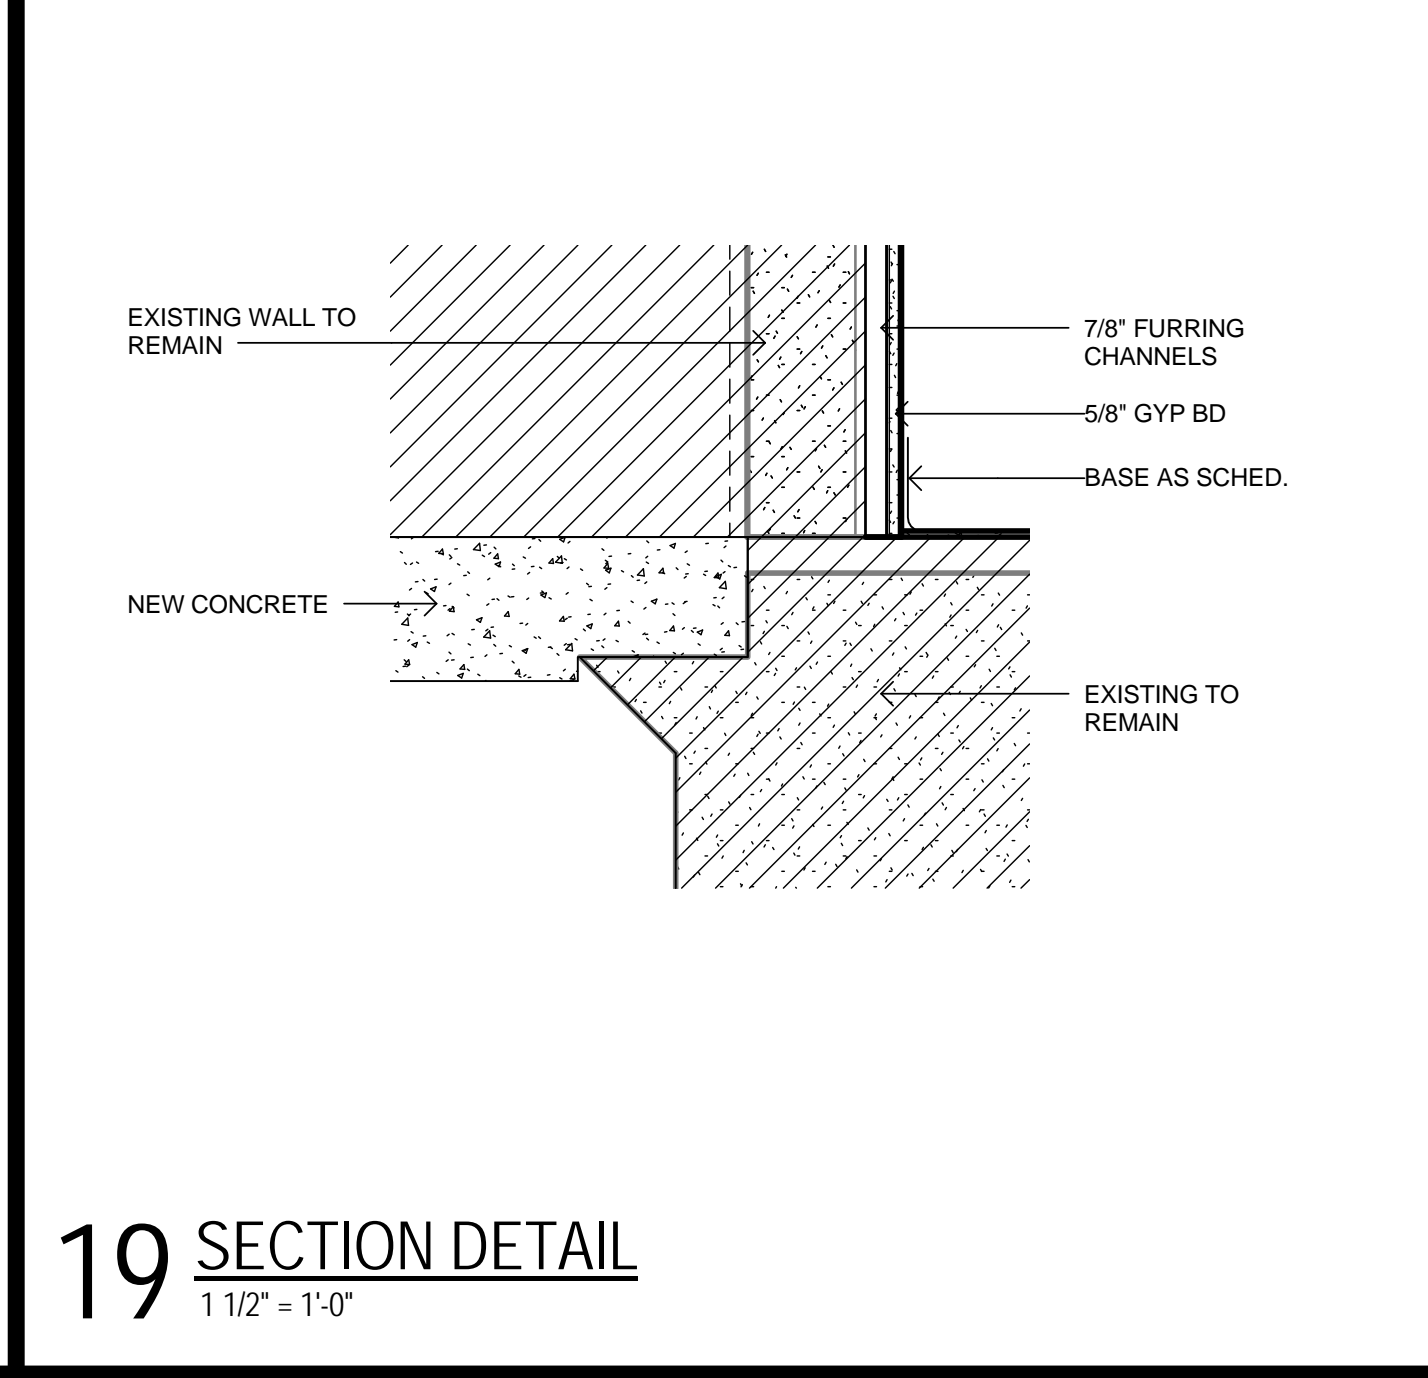 EXISTING WALL TO
REMAIN
7/8" FURRING
CHANNELS
5/8" GYP BD
BASE AS SCHED.
NEW CONCRETE
EXISTING TO
REMAIN
19 SECTION DETAIL
1 1/2" = 1'-0"